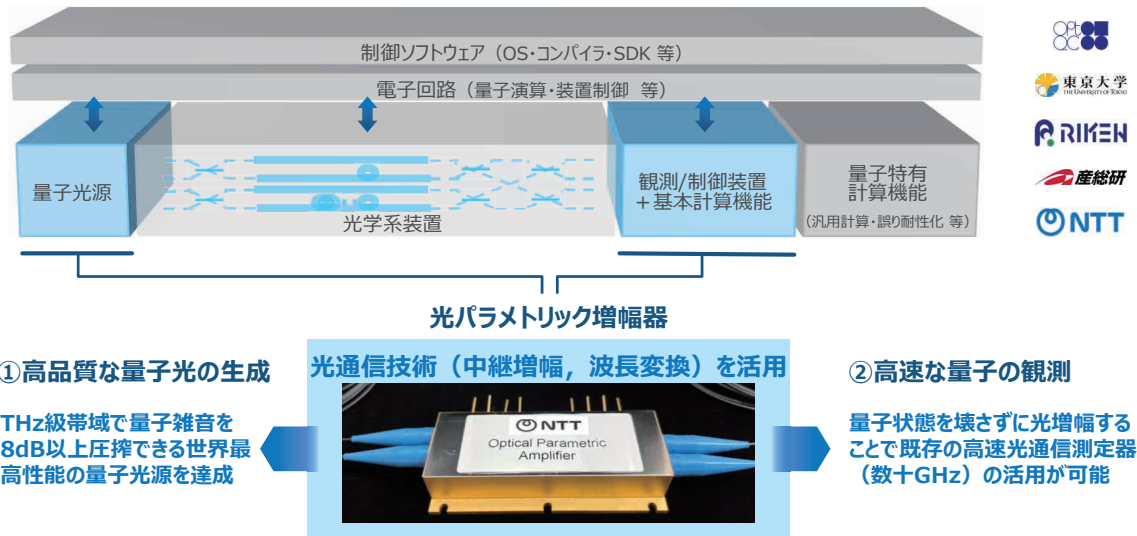 制御ソフトウェア（OS・コンパイラ・SDK 等）
電子回路（量子演算・装置制御 等）
量子光源
光学系装置
観測/制御装置
＋基本計算機能
量子特有
計算機能
（汎用計算・誤り耐性化 等）
Opt
QC
東京大学
THE UNIVERSITY OF TOKYO
RIKEN
産総研
NTT
光パラメトリック増幅器
①高品質な量子光の生成
THz級帯域で量子雑音を
8dB以上圧搾できる世界最
高性能の量子光源を達成
光通信技術（中継増幅，波長変換）を活用
NTT
Optical Parametric
Amplifier
②高速な量子の観測
量子状態を壊さずに光増幅する
ことで既存の高速光通信測定器
（数十GHz）の活用が可能